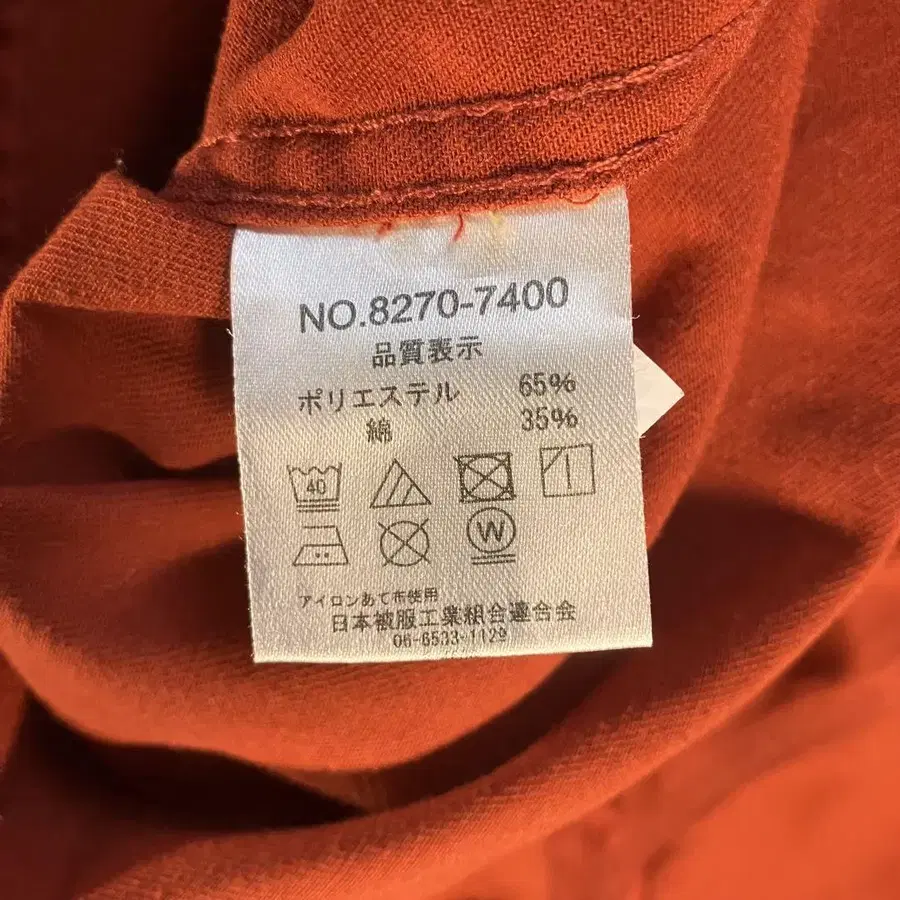 NO.8270-7400
品質表示
ポリエステル 65%
綿 35%
40
W
アイロンあて布使用
日本被服工業組合連合会
06-6533-1129